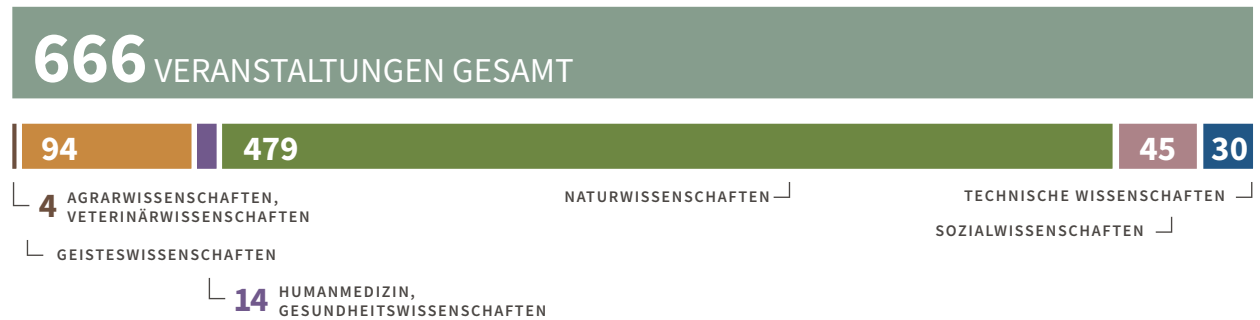 666 VERANSTALTUNGEN GESAMT
94
479
45
30
4 AGRARWISSENSCHAFTEN,
VETERINÄRWISSENSCHAFTEN
NATURWISSENSCHAFTEN
TECHNISCHE WISSENSCHAFTEN
SOZIALWISSENSCHAFTEN
GEISTESWISSENSCHAFTEN
14 HUMANMEDIZIN,
GESUNDHEITSWISSENSCHAFTEN